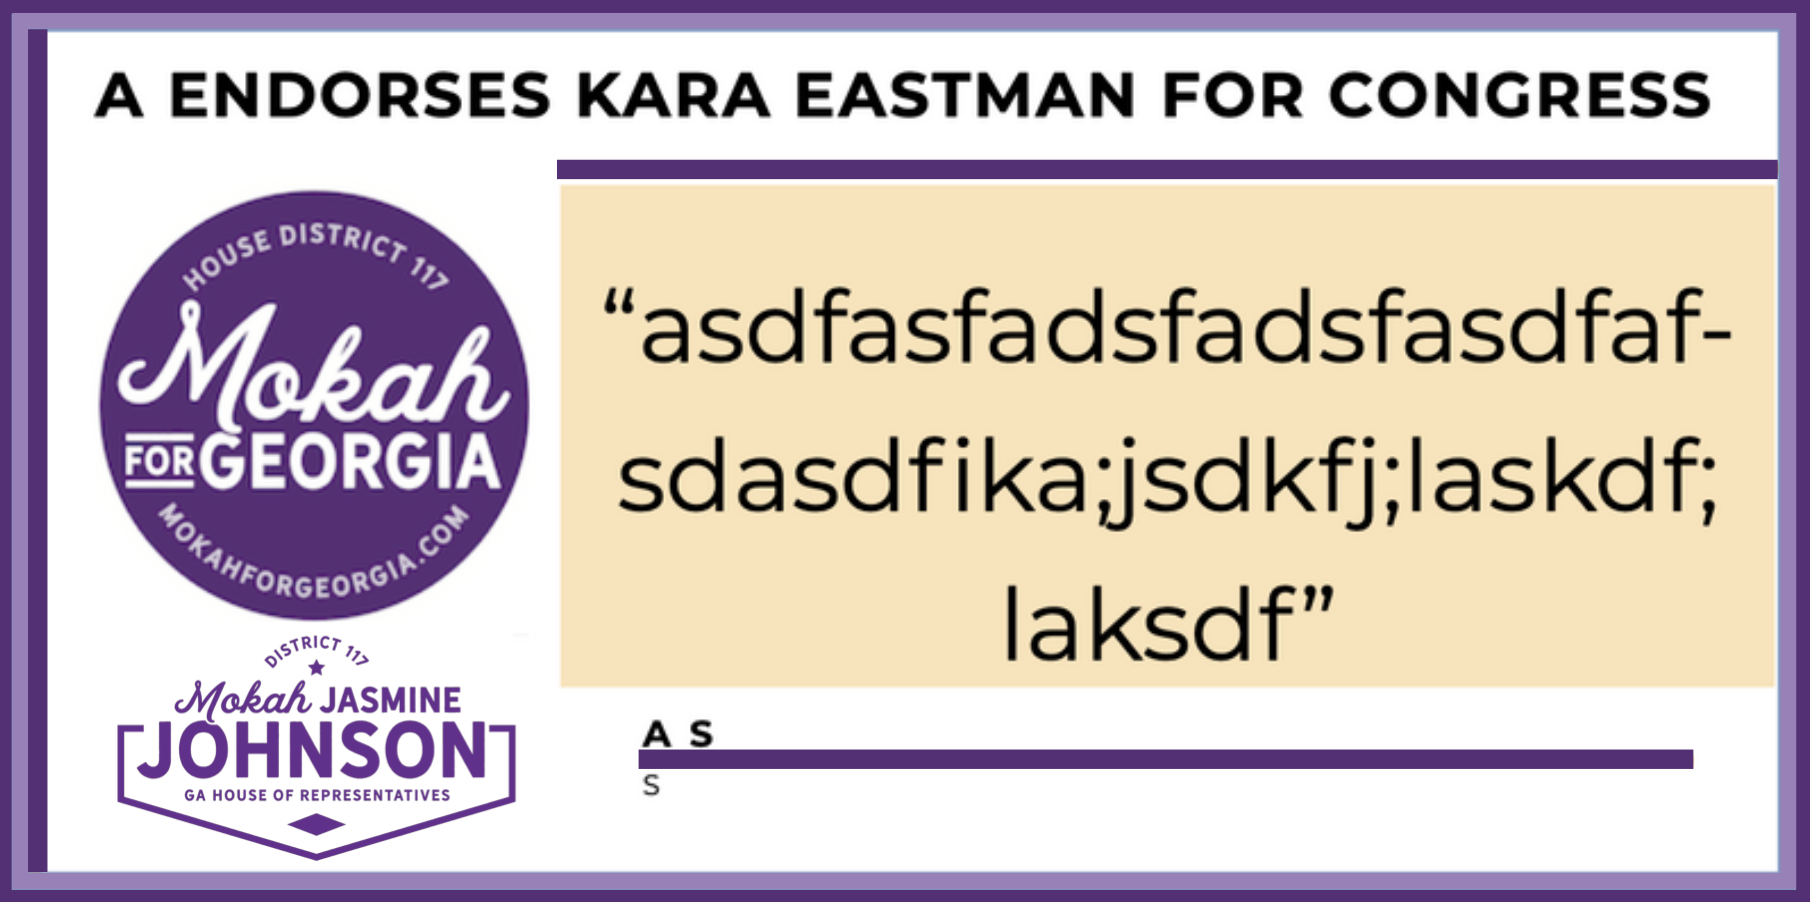 A ENDORSES KARA EASTMAN FOR CONGRESS
HOUSE DISTRICT 117
Mokah
FOR GEORGIA
MOKAHFORGEORGIA.COM
DISTRICT 117
Mokah JASMINE
JOHNSON
GA HOUSE OF REPRESENTATIVES
“asdfasfadsfadsfasdfaf-
sdasdfika;jsdkfj;laskdf;
laksdf”
A S
S